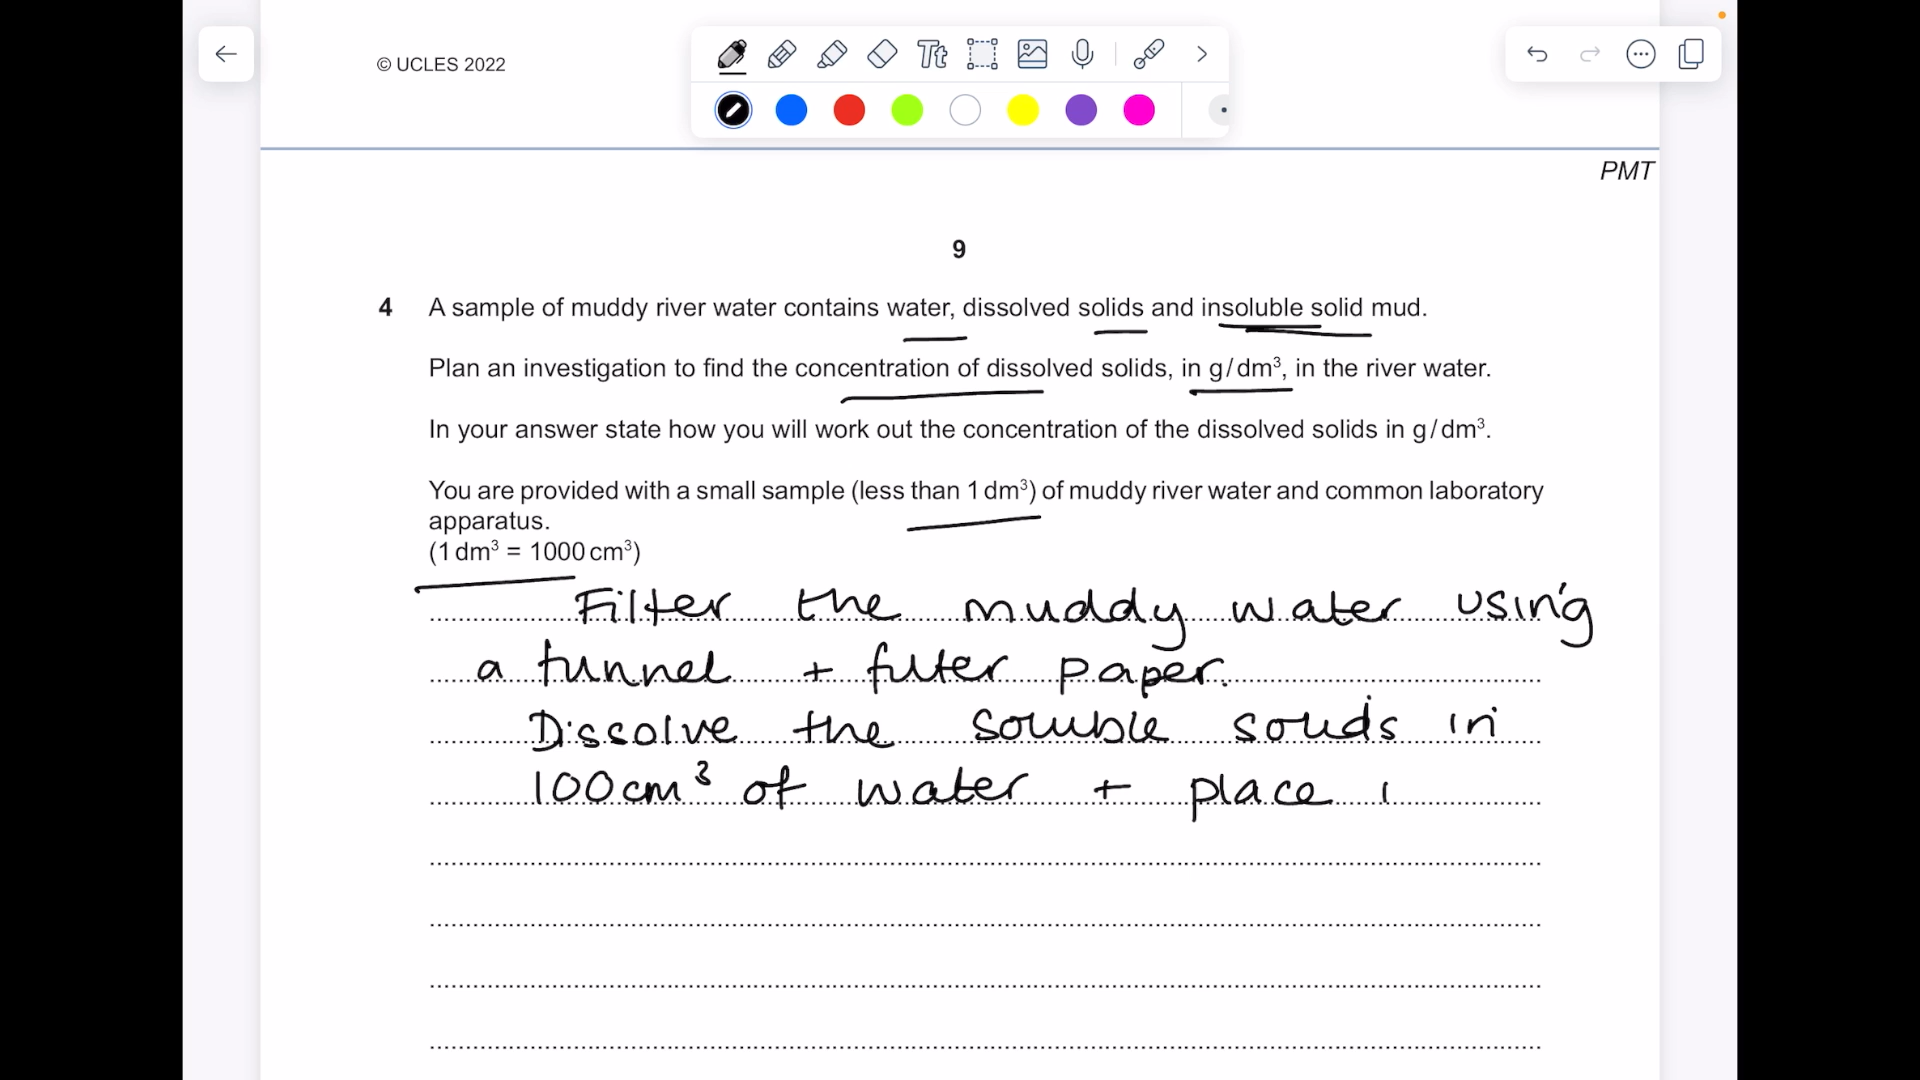 © UCLES 2022
Tt
PMT
9
4 A sample of muddy river water contains water, dissolved solids and insoluble solid mud.
Plan an investigation to find the concentration of dissolved solids, in g/dm³, in the river water.
In your answer state how you will work out the concentration of the dissolved solids in g/dm³.
You are provided with a small sample (less than 1 dm³) of muddy river water and common laboratory
apparatus.
(1 dm³ = 1000 cm³)
Filter the muddy water using
a funnel + filter paper.
Dissolve the soluble solids in
100cm³ of water + place i